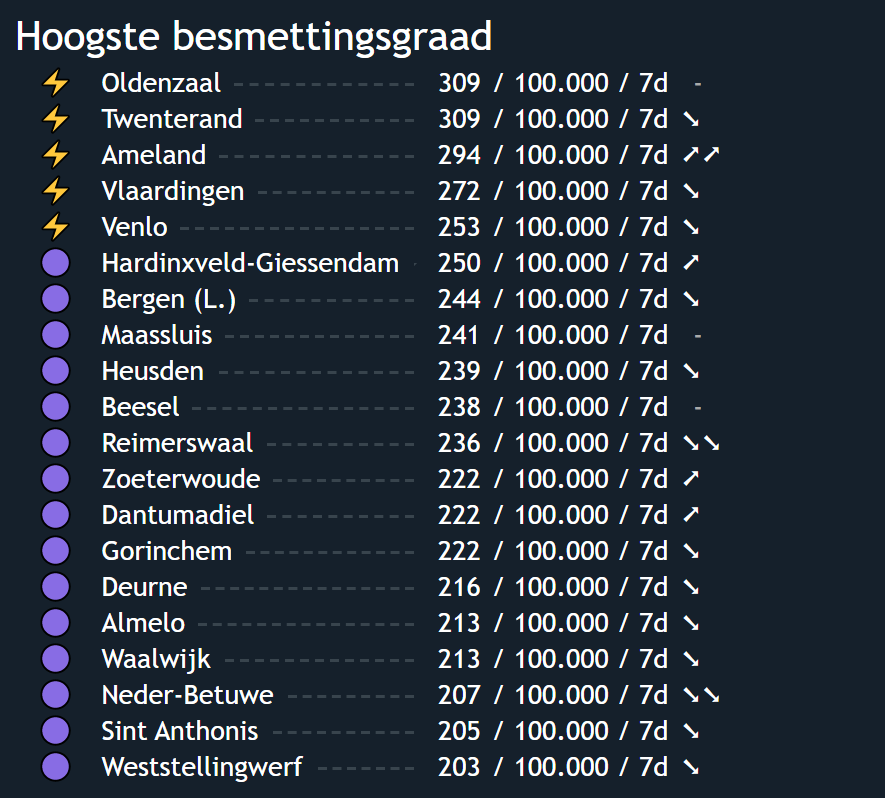 Hoogste besmettingsgraad
⚡ Oldenzaal 309 / 100.000 / 7d -
⚡ Twenterand 309 / 100.000 / 7d ➘
⚡ Ameland 294 / 100.000 / 7d ➚➚
⚡ Vlaardingen 272 / 100.000 / 7d ➘
⚡ Venlo 253 / 100.000 / 7d ➘
Hardinxveld-Giessendam 250 / 100.000 / 7d ➚
Bergen (L.) 244 / 100.000 / 7d ➘
Maassluis 241 / 100.000 / 7d -
Heusden 239 / 100.000 / 7d ➘
Beesel 238 / 100.000 / 7d -
Reimerswaal 236 / 100.000 / 7d ➘➘
Zoeterwoude 222 / 100.000 / 7d ➚
Dantumadiel 222 / 100.000 / 7d ➚
Gorinchem 222 / 100.000 / 7d ➘
Deurne 216 / 100.000 / 7d ➘
Almelo 213 / 100.000 / 7d ➘
Waalwijk 213 / 100.000 / 7d ➘
Neder-Betuwe 207 / 100.000 / 7d ➘➘
Sint Anthonis 205 / 100.000 / 7d ➘
Weststellingwerf 203 / 100.000 / 7d ➘